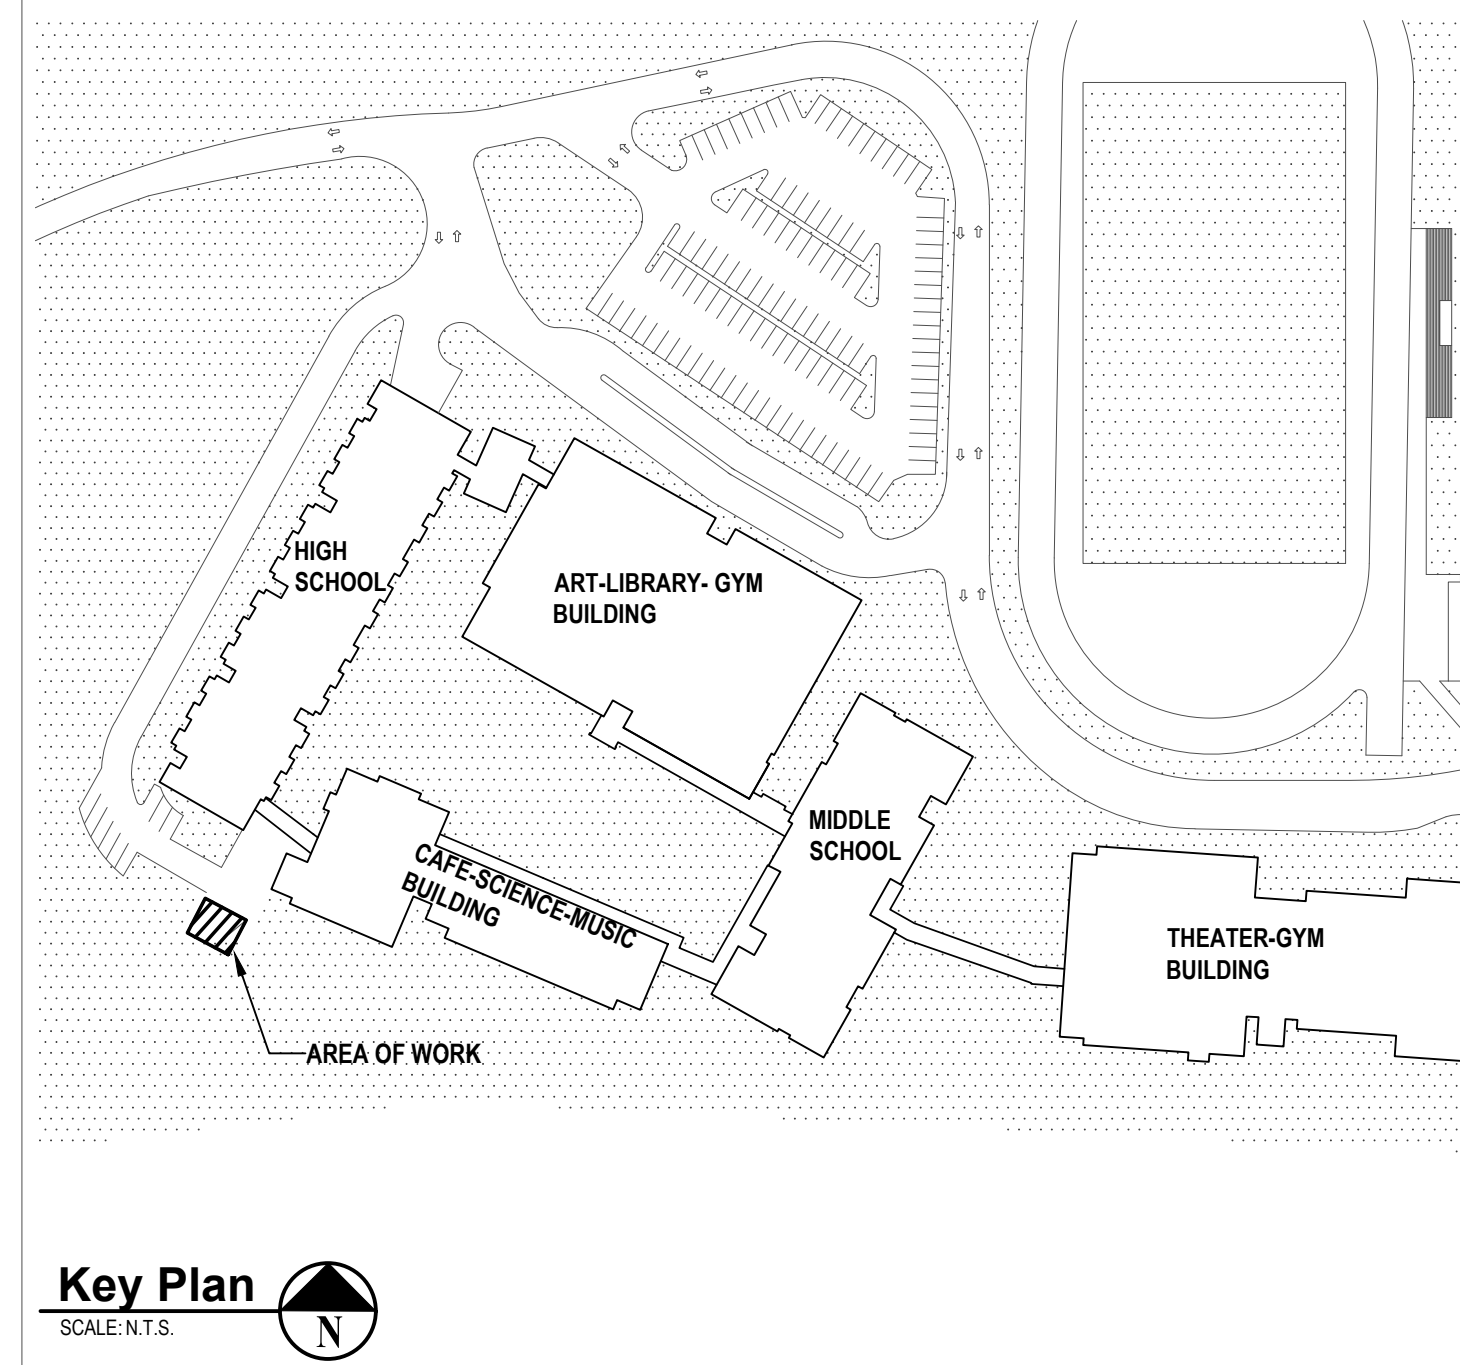 HIGH
SCHOOL
ART-LIBRARY- GYM
BUILDING
MIDDLE
SCHOOL
CAFE-SCIENCE-MUSIC
BUILDING
THEATER-GYM
BUILDING
AREA OF WORK
Key Plan
SCALE: N.T.S.
N